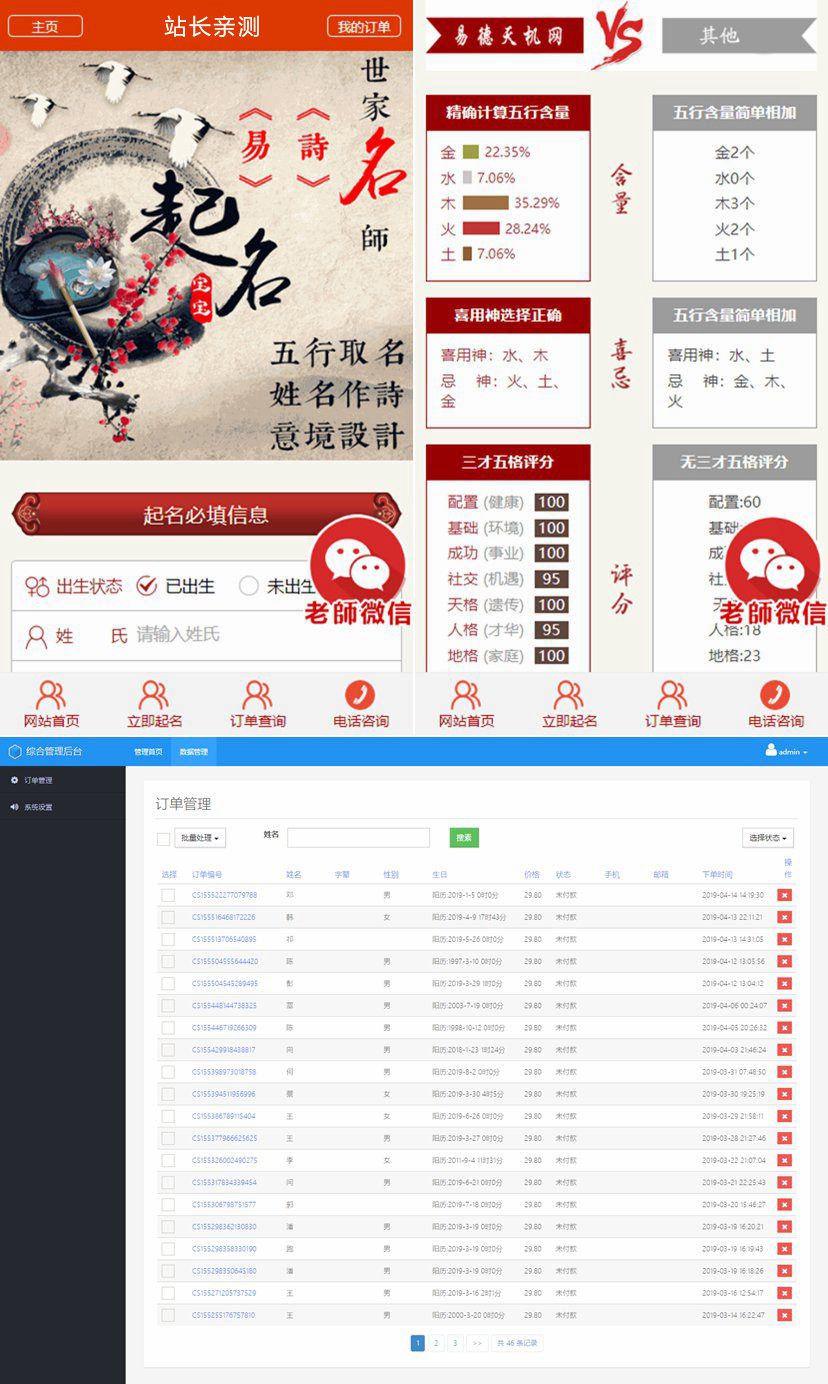 主页
站长亲测
我的订单
世家名師
易詩
起名
宝宝
五行取名
姓名作詩
意境設計
起名必填信息
出生状态 已出生 未出生
姓 氏 请输入姓氏
老師微信
网站首页 立即起名 订单查询 电话咨询
易德天机网 VS 其他
精确计算五行含量
金 22.35%
水 7.06%
木 35.29%
火 28.24%
土 7.06%
含量
五行含量简单相加
金2个
水0个
木3个
火2个
土1个
喜用神选择正确
喜用神：水、木
忌 神：火、土、
金
喜忌
五行含量简单相加
喜用神：水、土
忌 神：金、木、
火
三才五格评分
配置 (健康) 100
基础 (环境) 100
成功 (事业) 100
社交 (机遇) 95
天格 (遗传) 100
人格 (才华) 95
地格 (家庭) 100
评分
无三才五格评分
配置:60
基础
人格:18
地格:23
老師微信
网站首页 立即起名 订单查询 电话咨询
综合管理后台 管理首页 数据管理 admin
订单管理
系统设置
订单管理
批量处理 姓名 搜索 选择状态
选择 订单编号 姓名 字辈 性别 生日 价格 状态 手机 邮箱 下单时间 操作
CS155522277079788 邓 男 阳历:2019-1-5 0时0分 29.80 未付款 2019-04-14 14:19:30
CS155516468172226 韩 女 阳历:2019-4-9 17时43分 29.80 未付款 2019-04-13 22:11:21
CS155513706540895 祁 阳历:2019-5-26 0时0分 29.80 未付款 2019-04-13 14:31:05
CS155504555644420 陈 男 阳历:1997-3-10 0时0分 29.80 未付款 2019-04-12 13:05:56
CS155504545289495 彭 男 阳历:2019-3-29 1时0分 29.80 未付款 2019-04-12 13:04:12
CS155448144738325 男 阳历:2003-7-19 0时0分 29.80 未付款 2019-04-06 00:24:07
CS155446719266309 陈 男 阳历:1998-10-12 0时0分 29.80 未付款 2019-04-05 20:26:32
CS155429918438817 向 男 阳历:2018-1-23 1时24分 29.80 未付款 2019-04-03 21:46:24
CS155398973018758 何 男 阳历:2019-8-2 0时0分 29.80 未付款 2019-03-31 07:48:50
CS155394511956996 蔡 女 阳历:2019-3-30 4时5分 29.80 未付款 2019-03-30 19:25:19
CS155386789115404 王 女 阳历:2019-6-26 0时0分 29.80 未付款 2019-03-29 21:58:11
CS155377966625625 王 男 阳历:2019-3-27 0时0分 29.80 未付款 2019-03-28 21:27:46
CS155326002490275 李 女 阳历:2011-9-4 11时31分 29.80 未付款 2019-03-22 21:07:04
CS155317834339454 闵 男 阳历:2019-6-21 0时0分 29.80 未付款 2019-03-21 22:25:43
CS155306798751577 郭 阳历:2019-7-18 0时0分 29.80 未付款 2019-03-20 15:46:27
CS155298362130830 潘 男 阳历:2019-3-19 0时0分 29.80 未付款 2019-03-19 16:20:21
CS155298358330190 跑 男 阳历:2019-3-19 0时0分 29.80 未付款 2019-03-19 16:19:43
CS155298350645180 潘 男 阳历:2019-3-19 0时0分 29.80 未付款 2019-03-19 16:18:26
CS155271205737529 王 男 阳历:2019-3-16 2时1分 29.80 未付款 2019-03-16 12:54:17
CS155255176757810 王 男 阳历:2000-3-20 0时0分 29.80 未付款 2019-03-14 16:22:47
1 2 3 >> 共 46 条记录